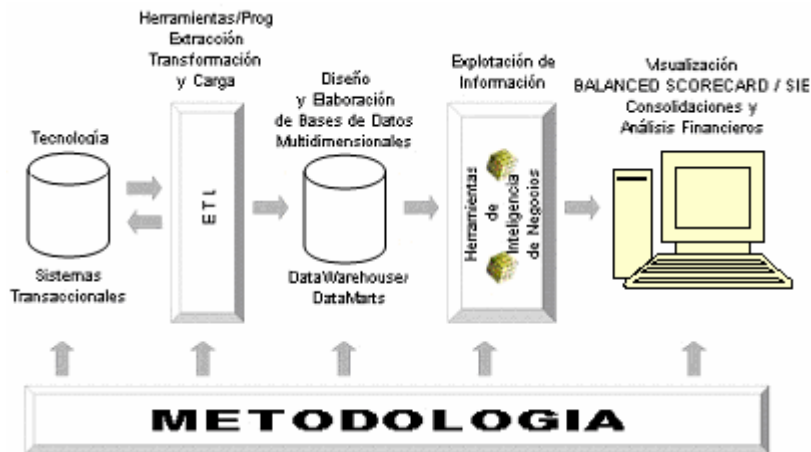 Herramientas/Prog
Extracción
Transformación
y Carga
Tecnología
Sistemas
Transaccionales
ETL
Diseño
y Elaboración
de Bases de Datos
Multidimensionales
DataWarehouse/
DataMarts
Explotación de
Información
Herramientas
de
Inteligencia
de Negocios
Visualización
BALANCED SCORECARD / SIE
Consolidaciones y
Análisis Financieros
METODOLOGIA